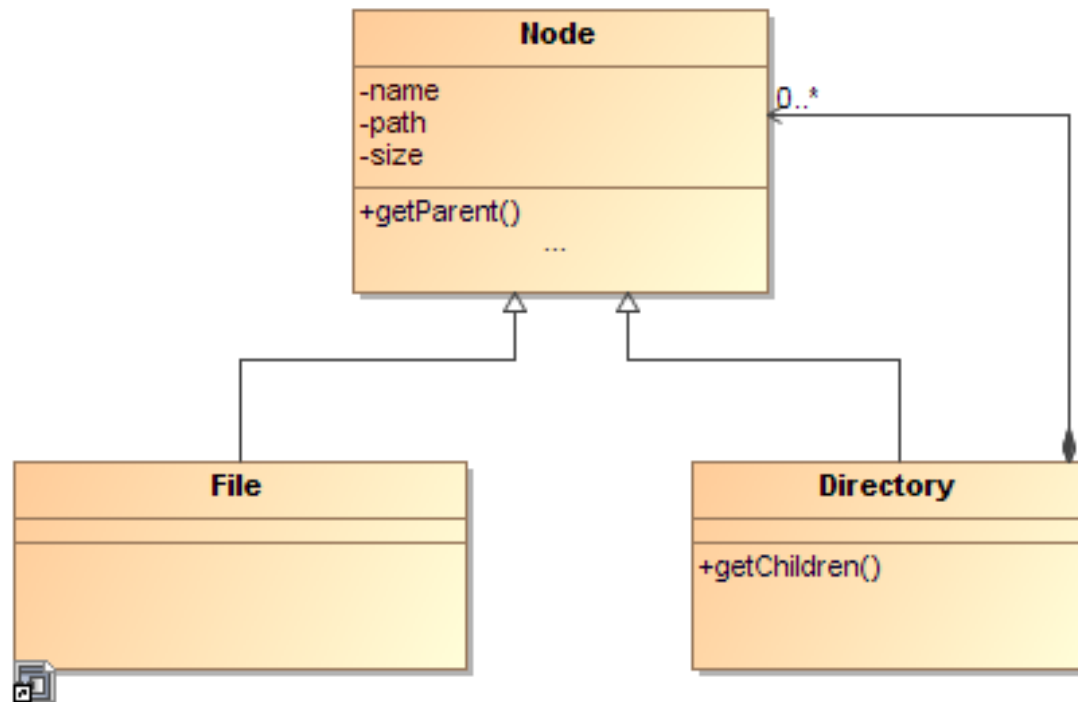 Node
-name
-path
-size
+getParent()
...
0..*
File
Directory
+getChildren()